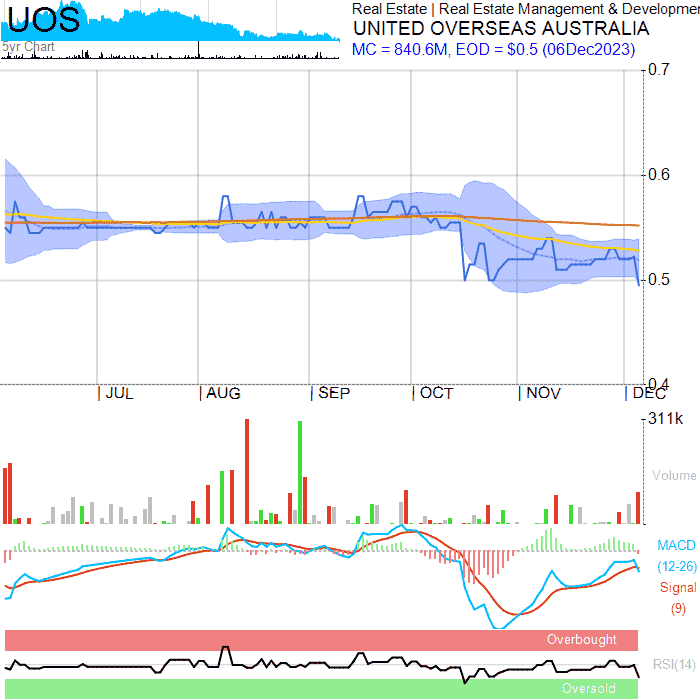 UOS
5yr Chart
Real Estate | Real Estate Management & Developmen
UNITED OVERSEAS AUSTRALIA
MC = 840.6M, EOD = $0.5 (06Dec2023)
0.7
0.6
0.5
0.4
| JUL | AUG | SEP | OCT | NOV | DEC
311k
Volume
MACD
(12-26)
Signal
(9)
Overbought
RSI(14)
Oversold